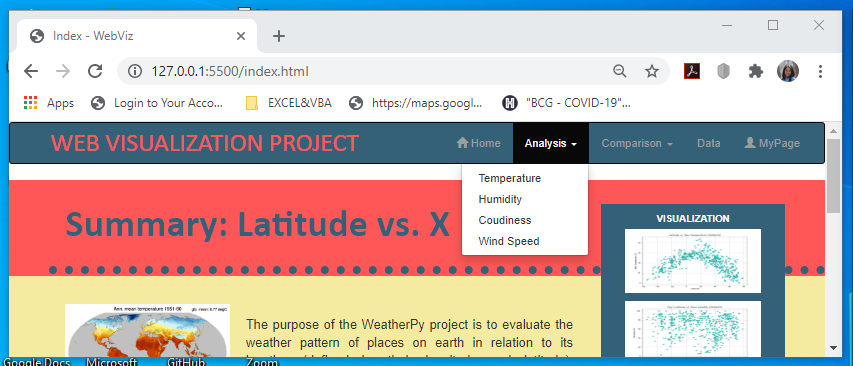 Index - WebViz
127.0.0.1:5500/index.html
Apps Login to Your Acco... EXCEL&VBA https://maps.googl... "BCG - COVID-19"...
WEB VISUALIZATION PROJECT Home Analysis Comparison Data MyPage
Temperature
Humidity
Coudiness
Wind Speed
Summary: Latitude vs. X
VISUALIZATION
Ann. mean temperature 1951-80
The purpose of the WeatherPy project is to evaluate the
weather pattern of places on earth in relation to its
Google Docs Microsoft GitHub Zoom